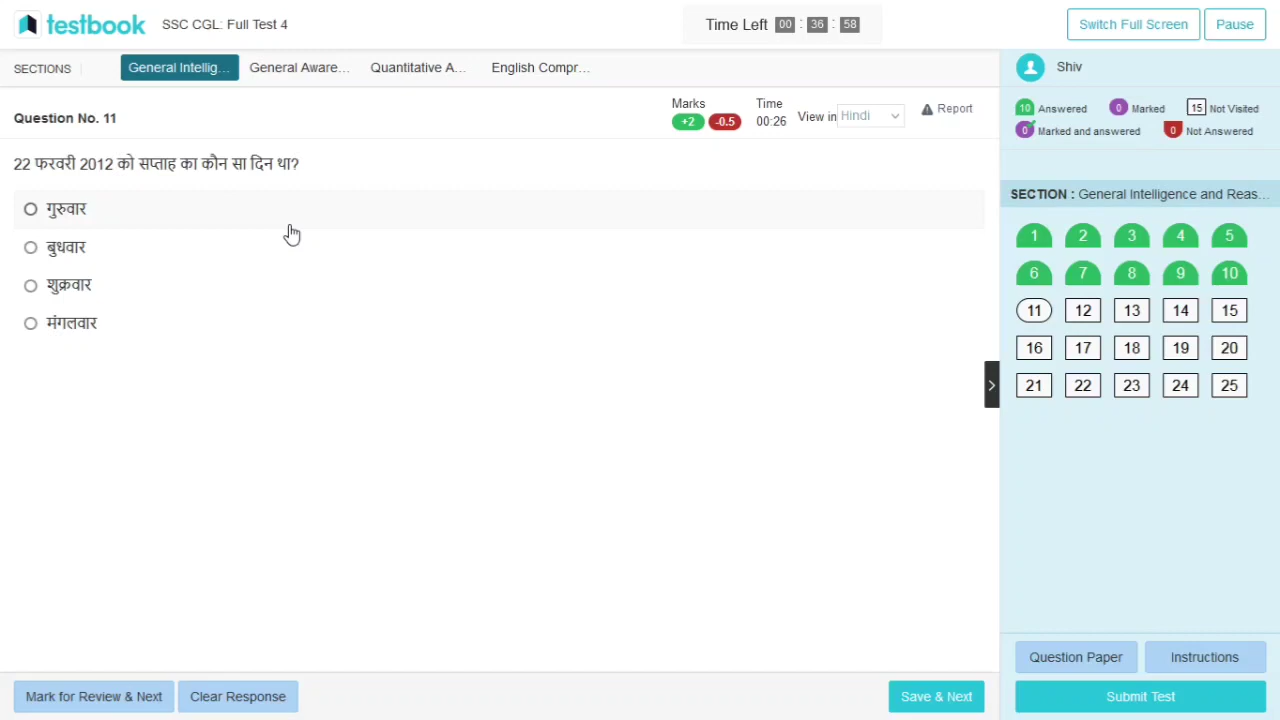 testbook SSC CGL: Full Test 4 Time Left 00 : 36 : 58 Switch Full Screen Pause
SECTIONS General Intellig... General Aware... Quantitative A... English Compr... Shiv
Question No. 11 Marks +2 -0.5 Time 00:26 View in Hindi Report
10 Answered 0 Marked 15 Not Visited
0 Marked and answered 0 Not Answered
22 फरवरी 2012 को सप्ताह का कौन सा दिन था?
गुरुवार
बुधवार
शुक्रवार
मंगलवार
SECTION : General Intelligence and Reas...
1 2 3 4 5
6 7 8 9 10
11 12 13 14 15
16 17 18 19 20
21 22 23 24 25
Question Paper Instructions
Mark for Review & Next Clear Response Save & Next Submit Test